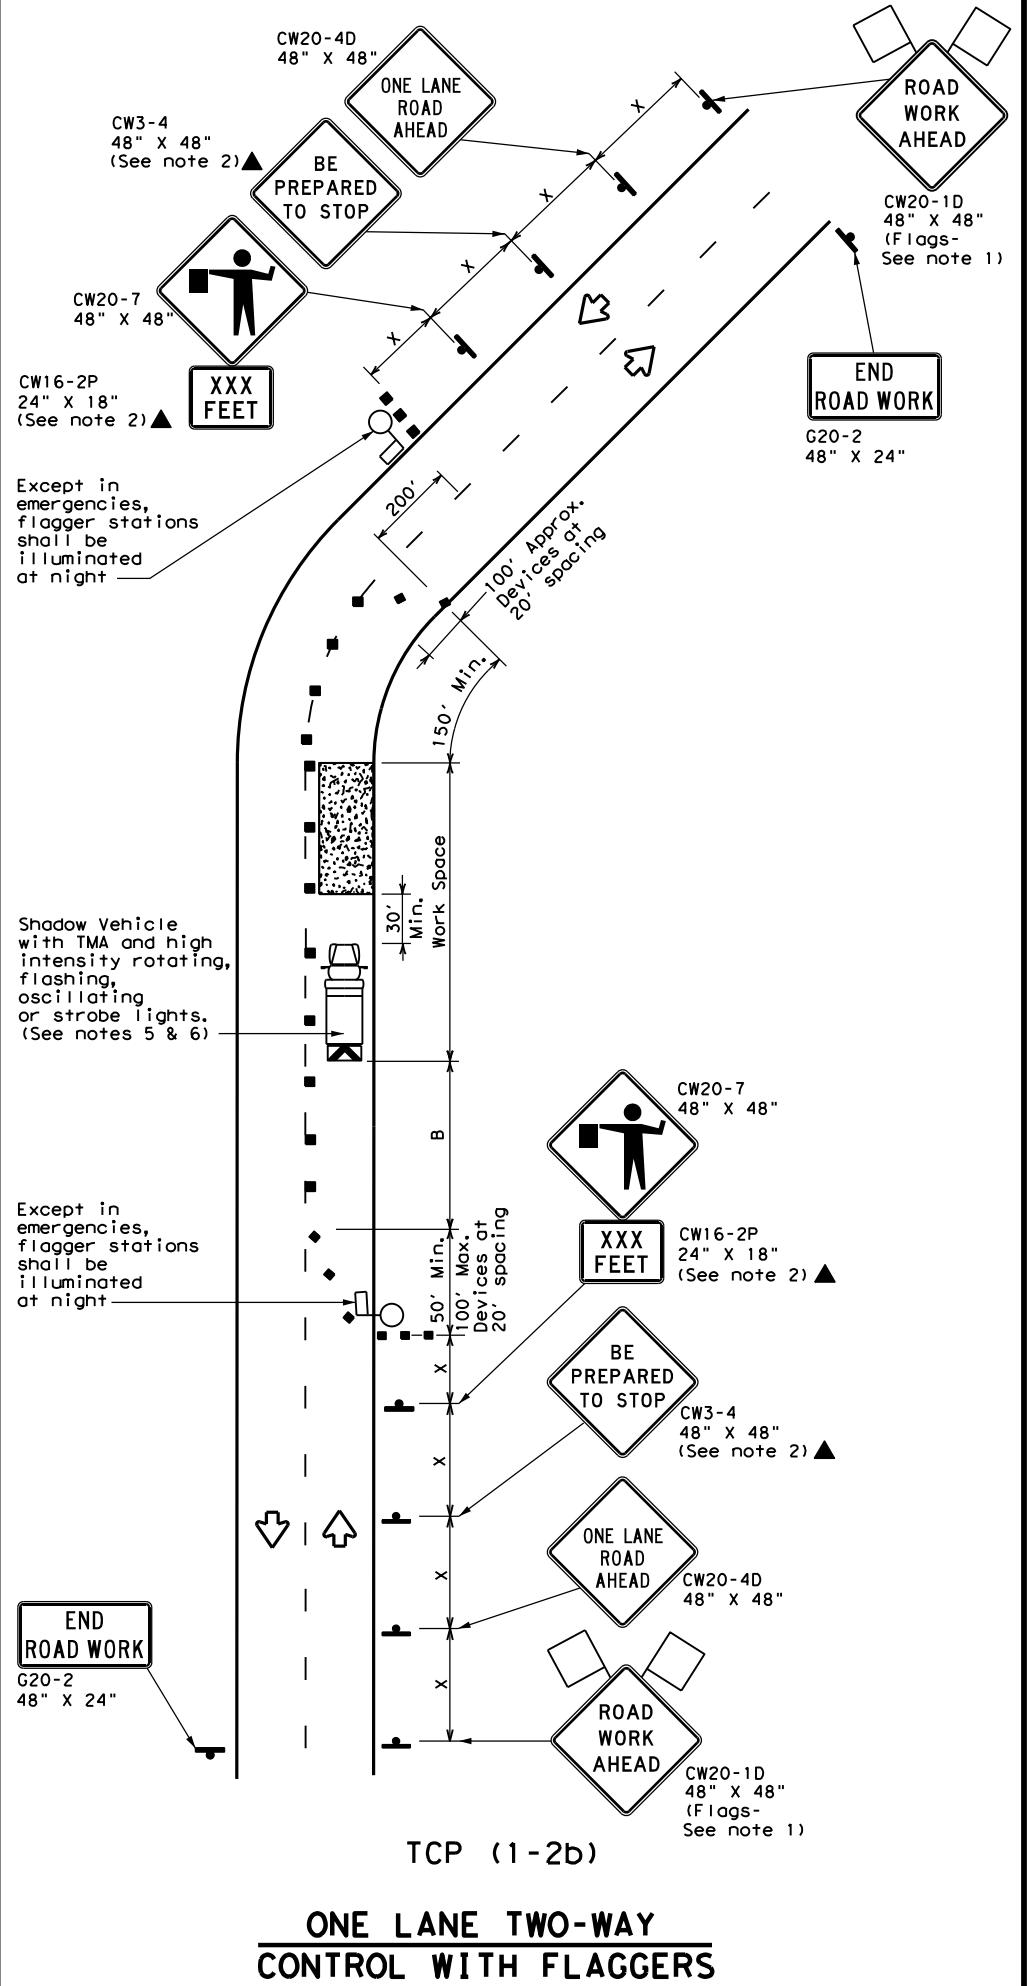 CW20-4D
48" X 48"
ONE LANE
ROAD
AHEAD
X
ROAD
WORK
AHEAD
CW20-1D
48" X 48"
(Flags-
See note 1)
CW3-4
48" X 48"
(See note 2)▲
BE
PREPARED
TO STOP
X
X
X
CW20-7
48" X 48"
CW16-2P
24" X 18"
(See note 2)▲
XXX
FEET
END
ROAD WORK
G20-2
48" X 24"
Except in
emergencies,
flagger stations
shall be
illuminated
at night
200'
100' Approx.
Devices at
20' spacing
150' Min.
Work Space
30'
Min.
Shadow Vehicle
with TMA and high
intensity rotating,
flashing,
oscillating
or strobe lights.
(See notes 5 & 6)
B
CW20-7
48" X 48"
XXX
FEET
CW16-2P
24" X 18"
(See note 2)▲
Except in
emergencies,
flagger stations
shall be
illuminated
at night
50' Min.
100' Max.
Devices at
20' spacing
X
BE
PREPARED
TO STOP
CW3-4
48" X 48"
(See note 2)▲
X
ONE LANE
ROAD
AHEAD
CW20-4D
48" X 48"
X
END
ROAD WORK
G20-2
48" X 24"
X
ROAD
WORK
AHEAD
CW20-1D
48" X 48"
(Flags-
See note 1)
TCP (1-2b)
ONE LANE TWO-WAY
CONTROL WITH FLAGGERS